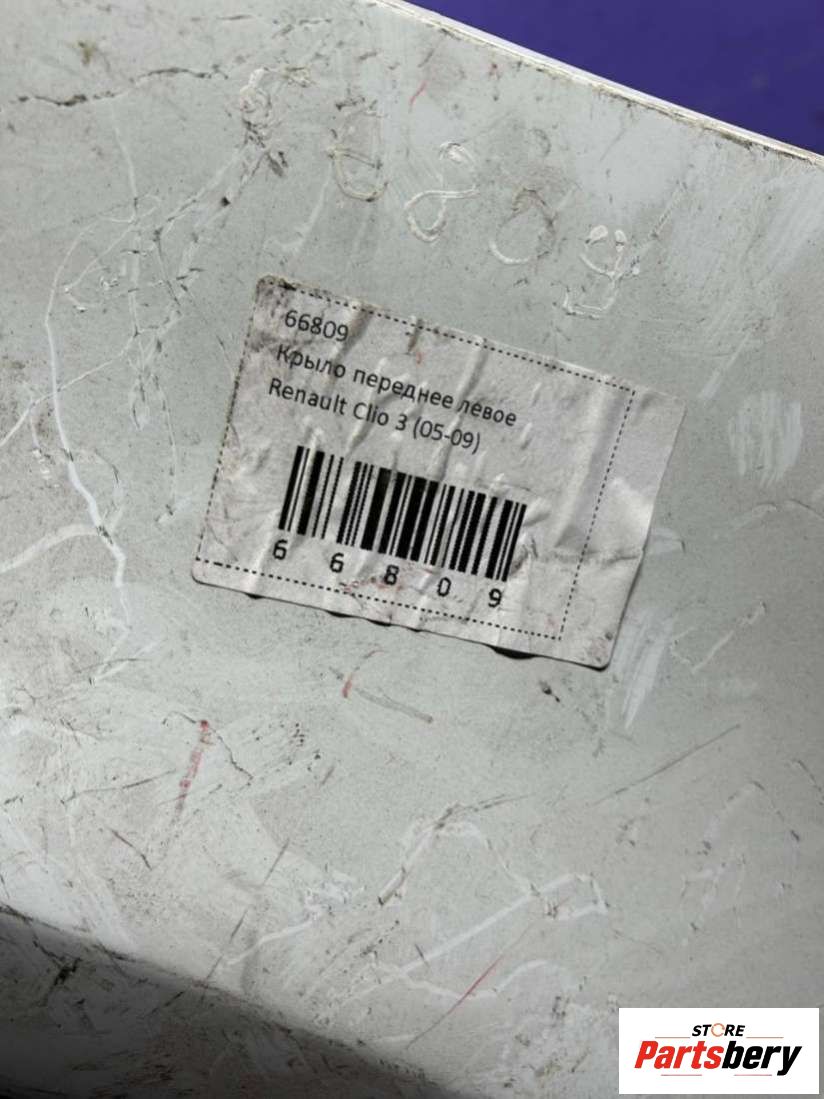 66809
Крыло переднее левое
Renault Clio 3 (05-09)
6 6 8 0 9
STORE
Partsbery